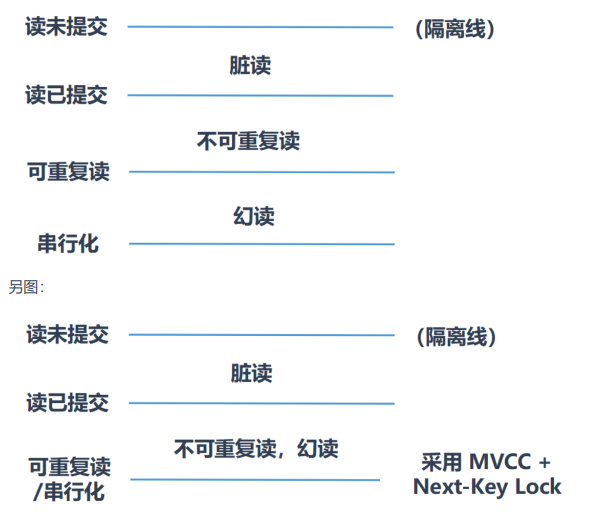 读未提交
（隔离线）
脏读
读已提交
不可重复读
可重复读
幻读
串行化
另图：
读未提交
（隔离线）
脏读
读已提交
不可重复读，幻读
可重复读
/串行化
采用 MVCC +
Next-Key Lock